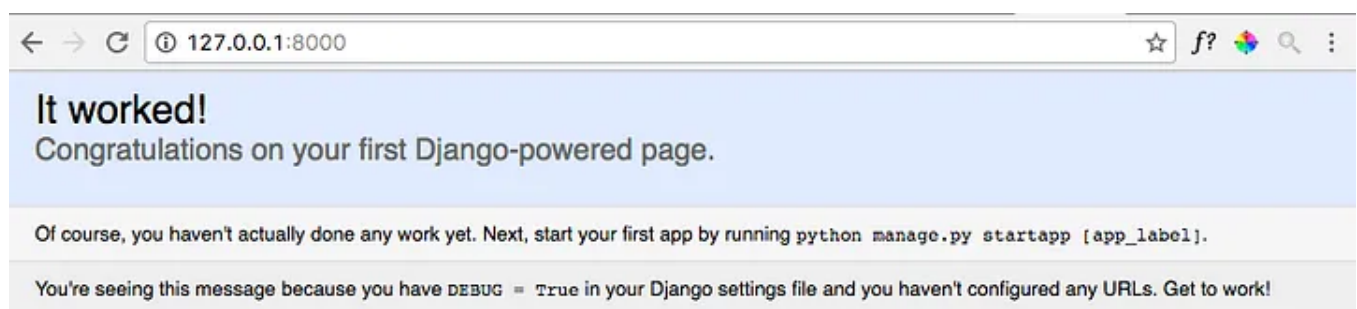 127.0.0.1:8000
f?
It worked!
Congratulations on your first Django-powered page.
Of course, you haven't actually done any work yet. Next, start your first app by running python manage.py startapp [app_label].
You're seeing this message because you have DEBUG = True in your Django settings file and you haven't configured any URLs. Get to work!